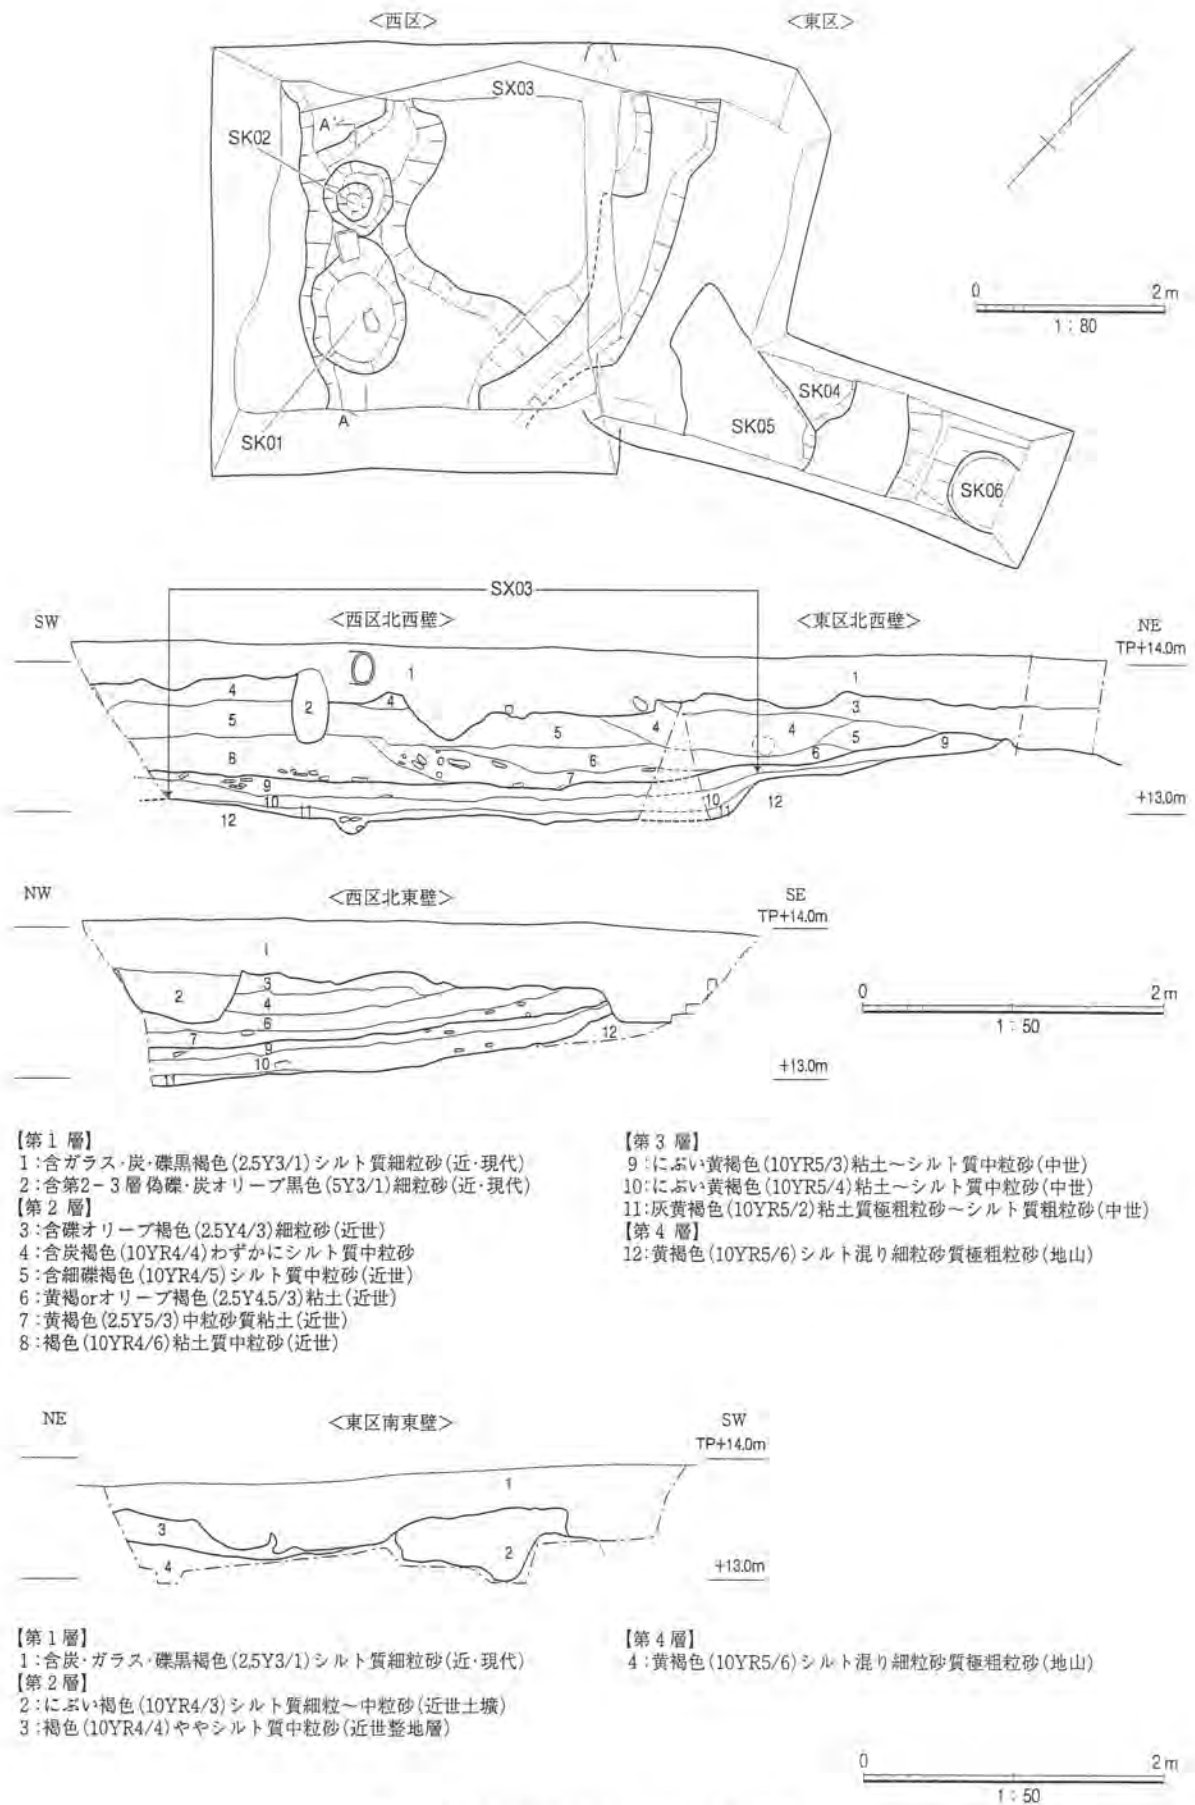 <西区>
<東区>
SX03
A'
SK02
0 2m
1:80
SK04
SK05
A
SK01
SK06
SX03
SW
<西区北西壁>
<東区北西壁>
NE
TP+14.0m
1
1
4
2
4
3
5
5
4
4
5
8
6
6
9
7
9
10
10
12
11
11
12
+13.0m
NW
<西区北東壁>
SE
TP+14.0m
1
3
2
4
6
7
9
12
10
11
+13.0m
0 2m
1:50
【第1層】
1:含ガラス・炭・礫黒褐色(2.5Y3/1)シルト質細粒砂(近・現代)
2:含第2-3層偽礫・炭オリーブ黒色(5Y3/1)細粒砂(近・現代)
【第2層】
3:含礫オリーブ褐色(2.5Y4/3)細粒砂(近世)
4:含炭褐色(10YR4/4)わずかにシルト質中粒砂
5:含細礫褐色(10YR4/5)シルト質中粒砂(近世)
6:黄褐orオリーブ褐色(2.5Y4.5/3)粘土(近世)
7:黄褐色(2.5Y5/3)中粒砂質粘土(近世)
8:褐色(10YR4/6)粘土質中粒砂(近世)
【第3層】
9:にぶい黄褐色(10YR5/3)粘土~シルト質中粒砂(中世)
10:にぶい黄褐色(10YR5/4)粘土~シルト質中粒砂(中世)
11:灰黄褐色(10YR5/2)粘土質極粗粒砂~シルト質粗粒砂(中世)
【第4層】
12:黄褐色(10YR5/6)シルト混り細粒砂質極粗粒砂(地山)
NE
<東区南東壁>
SW
TP+14.0m
1
3
2
4
+13.0m
【第1層】
1:含炭・ガラス・礫黒褐色(2.5Y3/1)シルト質細粒砂(近・現代)
【第2層】
2:にぶい褐色(10YR4/3)シルト質細粒~中粒砂(近世土壙)
3:褐色(10YR4/4)ややシルト質中粒砂(近世整地層)
【第4層】
4:黄褐色(10YR5/6)シルト混り細粒砂質極粗粒砂(地山)
0 2m
1:50